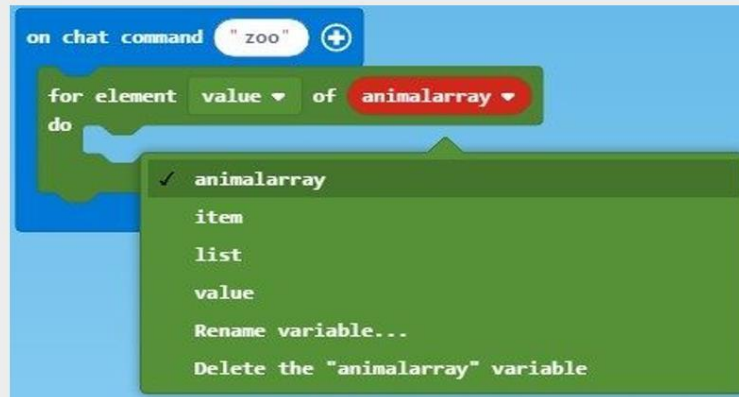 on chat command "zoo"
for element value of animalarray
do
✓ animalarray
item
list
value
Rename variable...
Delete the "animalarray" variable